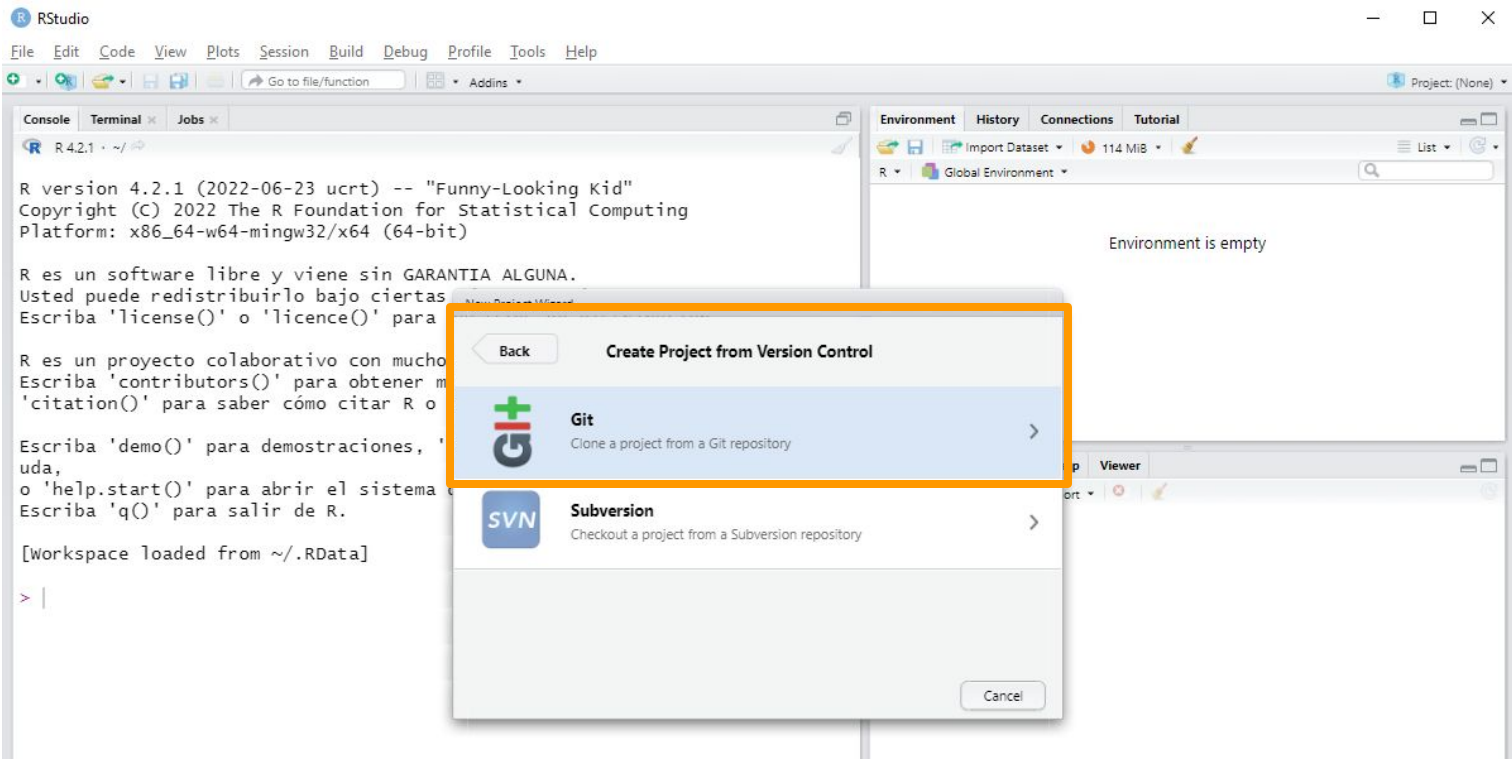 RStudio
File Edit Code View Plots Session Build Debug Profile Tools Help
Go to file/function Addins Project: (None)
Console Terminal Jobs
R 4.2.1 · ~/
R version 4.2.1 (2022-06-23 ucrt) -- "Funny-Looking Kid"
Copyright (C) 2022 The R Foundation for Statistical Computing
Platform: x86_64-w64-mingw32/x64 (64-bit)
R es un software libre y viene sin GARANTIA ALGUNA.
Usted puede redistribuirlo bajo ciertas
Escriba 'license()' o 'licence()' para
R es un proyecto colaborativo con mucho
Escriba 'contributors()' para obtener m
'citation()' para saber cómo citar R o
Escriba 'demo()' para demostraciones, '
uda,
o 'help.start()' para abrir el sistema
Escriba 'q()' para salir de R.
[Workspace loaded from ~/.RData]
>
Environment History Connections Tutorial
Import Dataset 114 MiB List
R Global Environment
Environment is empty
p Viewer
ort
New Project Wizard
Back Create Project from Version Control
Git
Git
Clone a project from a Git repository
SVN
Subversion
Checkout a project from a Subversion repository
Cancel